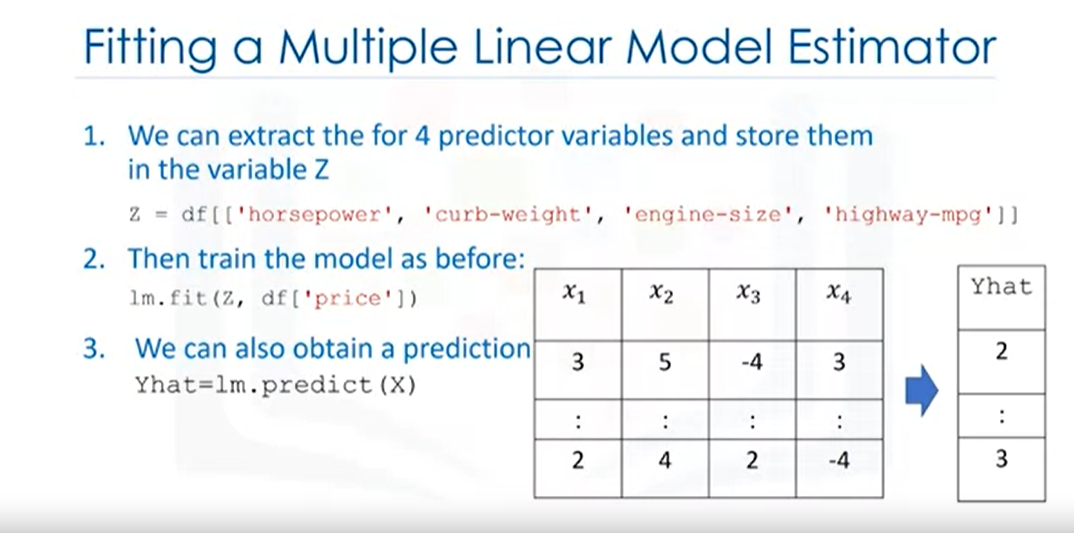 Fitting a Multiple Linear Model Estimator
1. We can extract the for 4 predictor variables and store them
in the variable Z
Z = df[['horsepower', 'curb-weight', 'engine-size', 'highway-mpg']]
2. Then train the model as before:
lm.fit(Z, df['price'])
3. We can also obtain a prediction
Yhat=lm.predict(X)
x₁ x₂ x₃ x₄
3 5 -4 3
: : : :
2 4 2 -4
Yhat
2
:
3